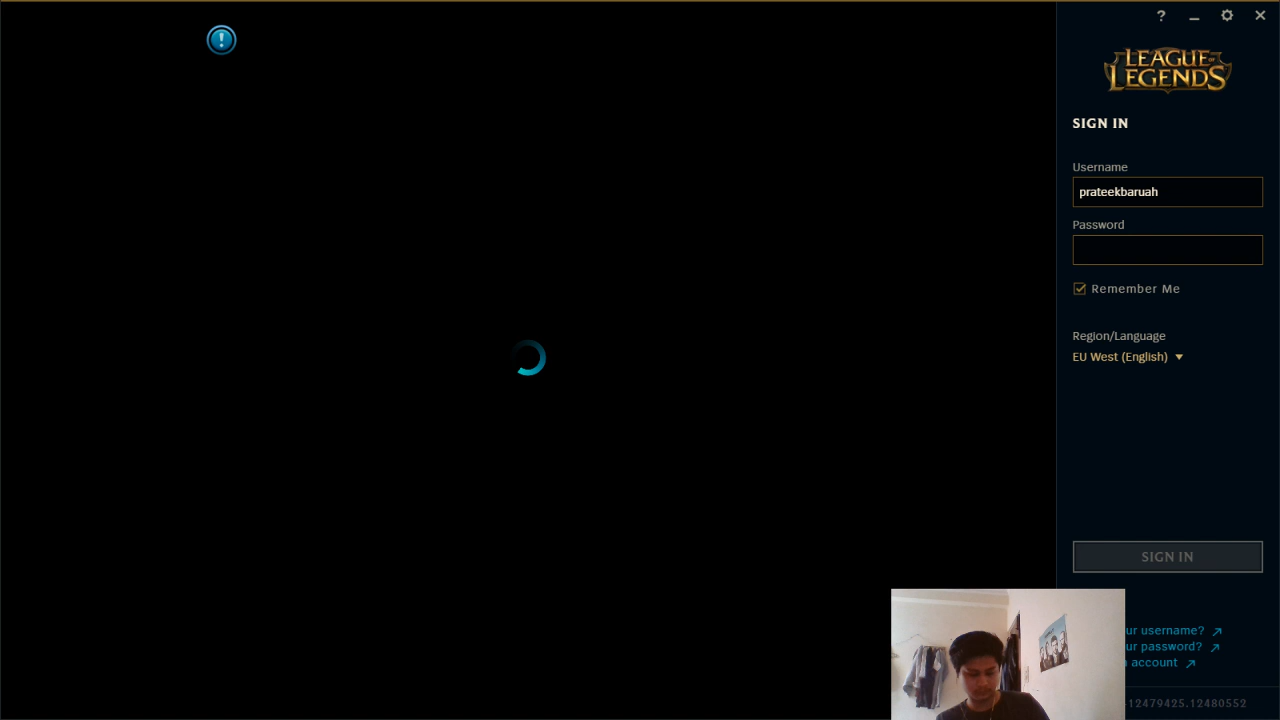 ?
LEAGUE OF
LEGENDS
SIGN IN
Username
prateekbaruah
Password
Remember Me
Region/Language
EU West (English)
SIGN IN
ur username?
ur password?
account
12479425.12480552